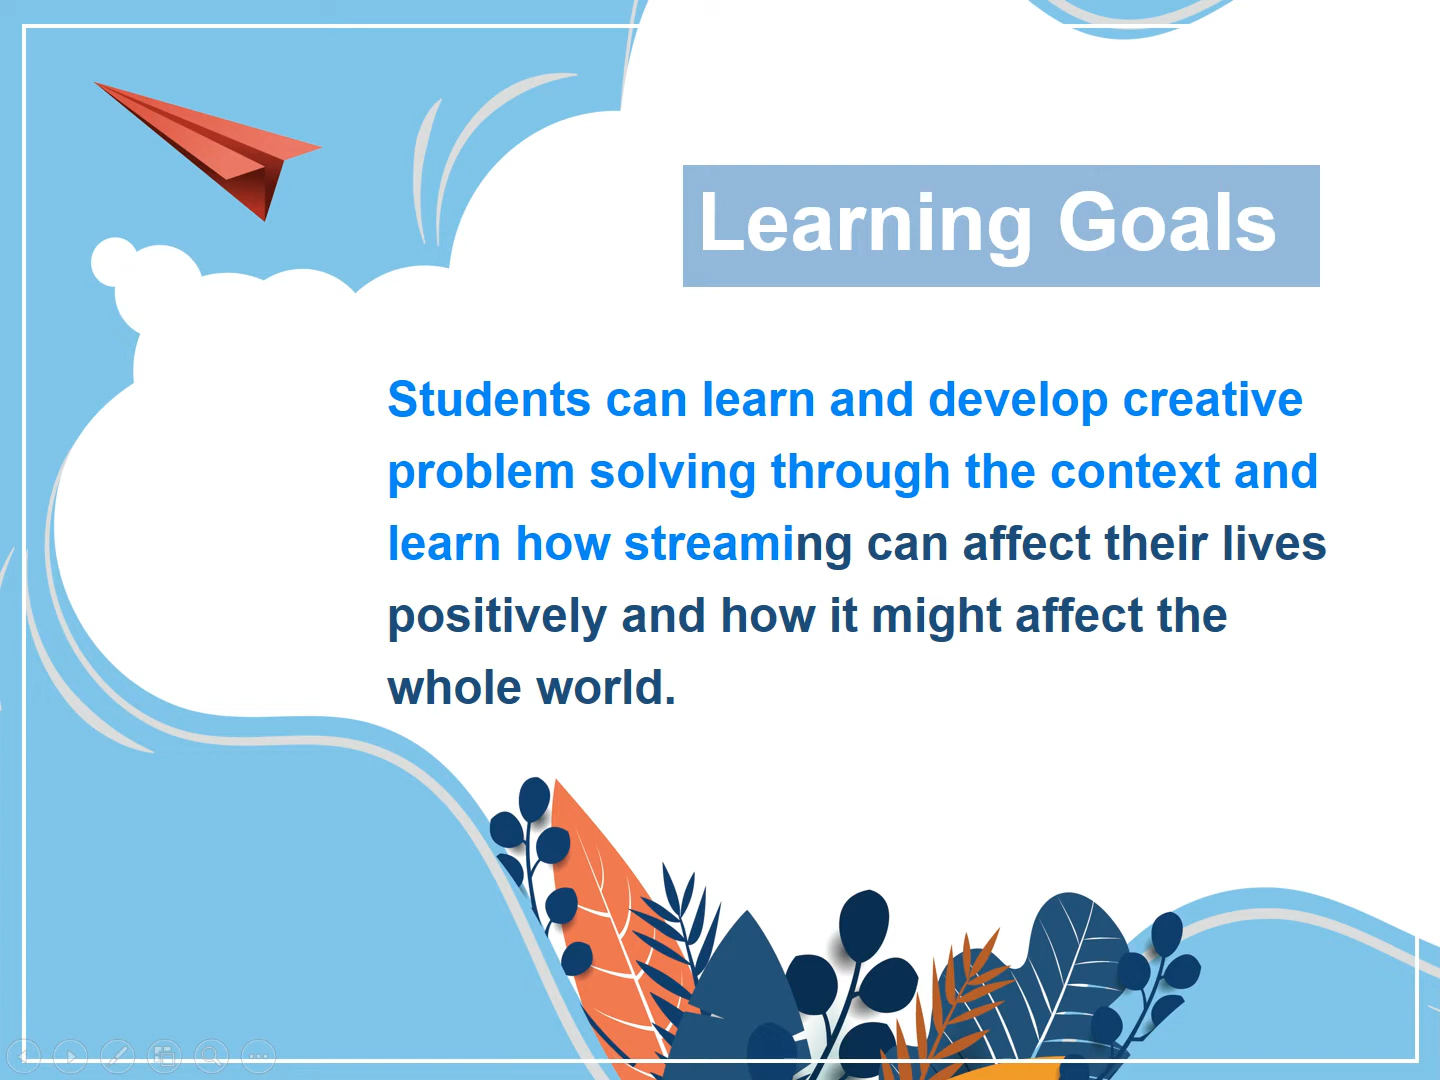 Learning Goals
Students can learn and develop creative
problem solving through the context and
learn how streaming can affect their lives
positively and how it might affect the
whole world.